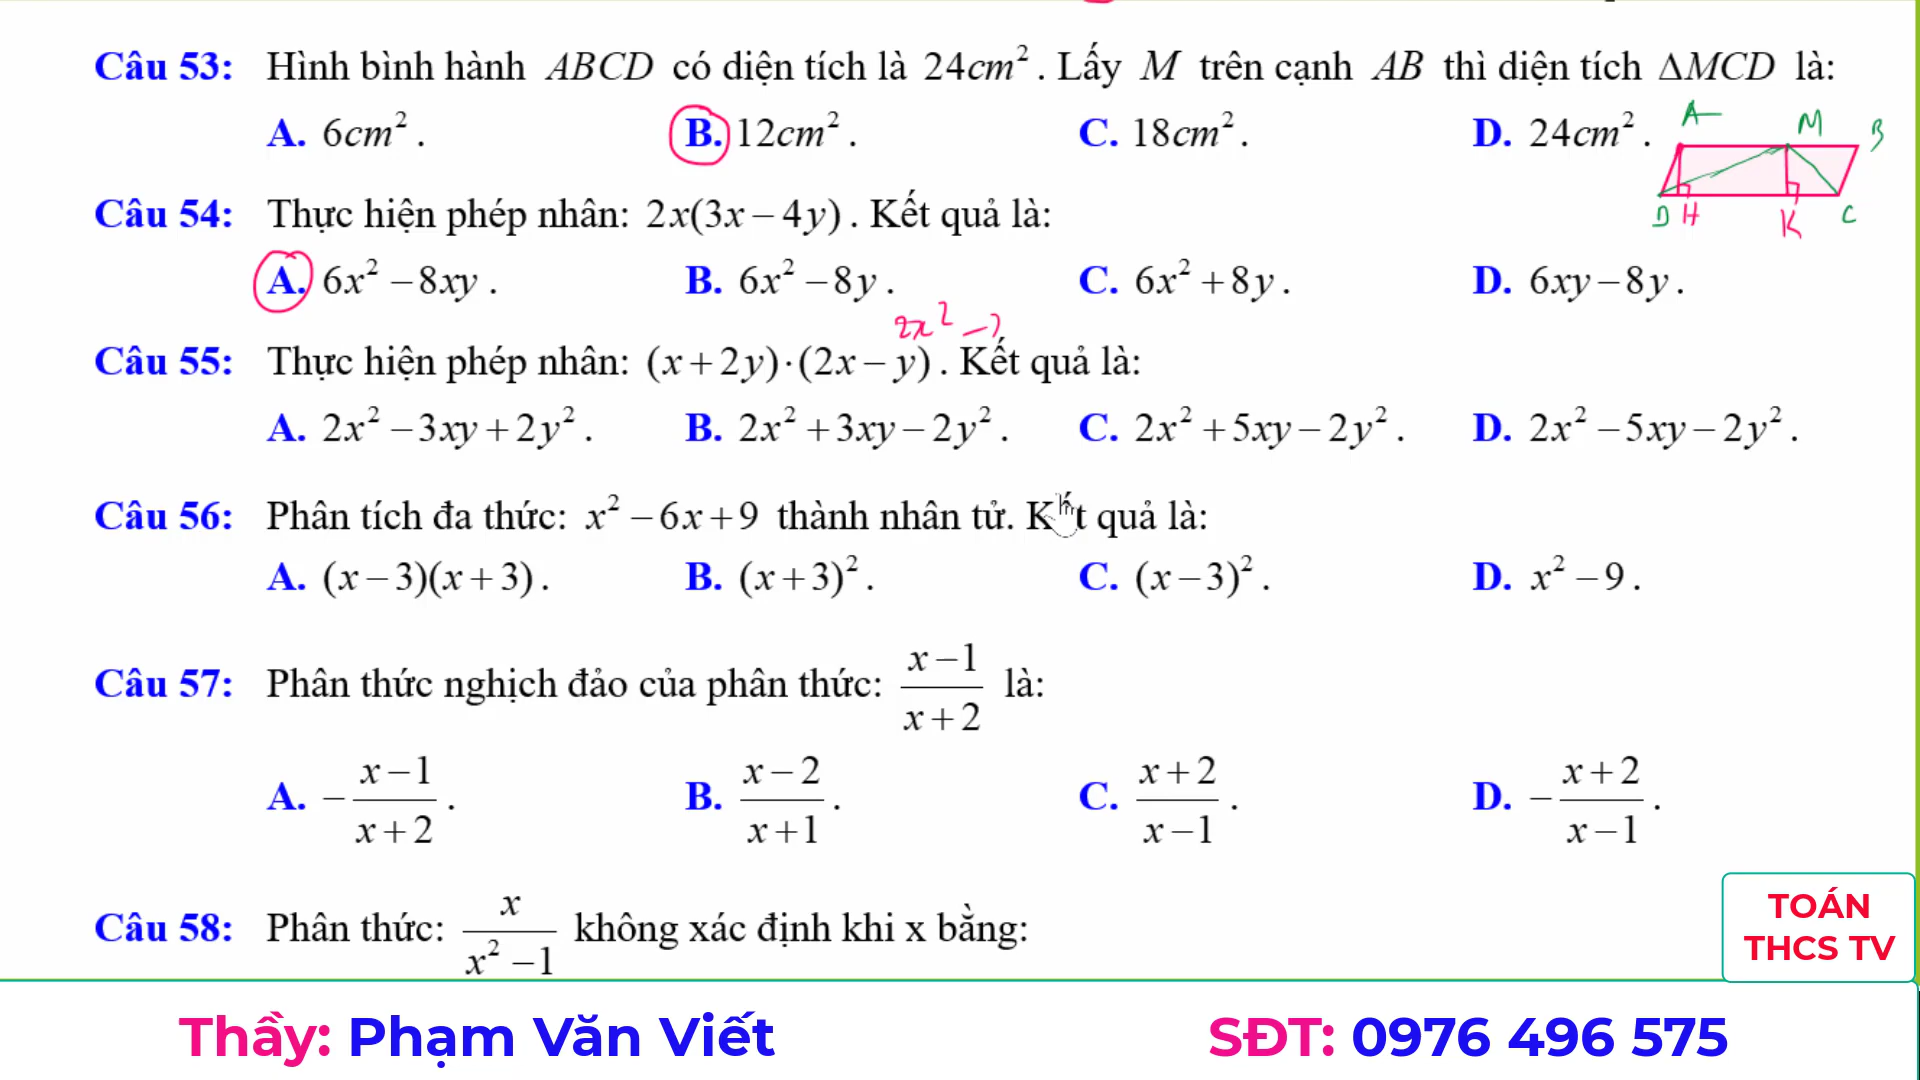 Câu 53: Hình bình hành ABCD có diện tích là 24cm². Lấy M trên cạnh AB thì diện tích ΔMCD là:
A. 6cm². B. 12cm². C. 18cm². D. 24cm².
A M B
D H K C
Câu 54: Thực hiện phép nhân: 2x(3x−4y). Kết quả là:
A. 6x²−8xy. B. 6x²−8y. C. 6x²+8y. D. 6xy−8y.
2x² −
Câu 55: Thực hiện phép nhân: (x+2y)·(2x−y). Kết quả là:
A. 2x²−3xy+2y². B. 2x²+3xy−2y². C. 2x²+5xy−2y². D. 2x²−5xy−2y².
Câu 56: Phân tích đa thức: x²−6x+9 thành nhân tử. Kết quả là:
A. (x−3)(x+3). B. (x+3)². C. (x−3)². D. x²−9.
Câu 57: Phân thức nghịch đảo của phân thức: (x−1)/(x+2) là:
A. −(x−1)/(x+2). B. (x−2)/(x+1). C. (x+2)/(x−1). D. −(x+2)/(x−1).
Câu 58: Phân thức: x/(x²−1) không xác định khi x bằng:
TOÁN
THCS TV
Thầy: Phạm Văn Viết SĐT: 0976 496 575